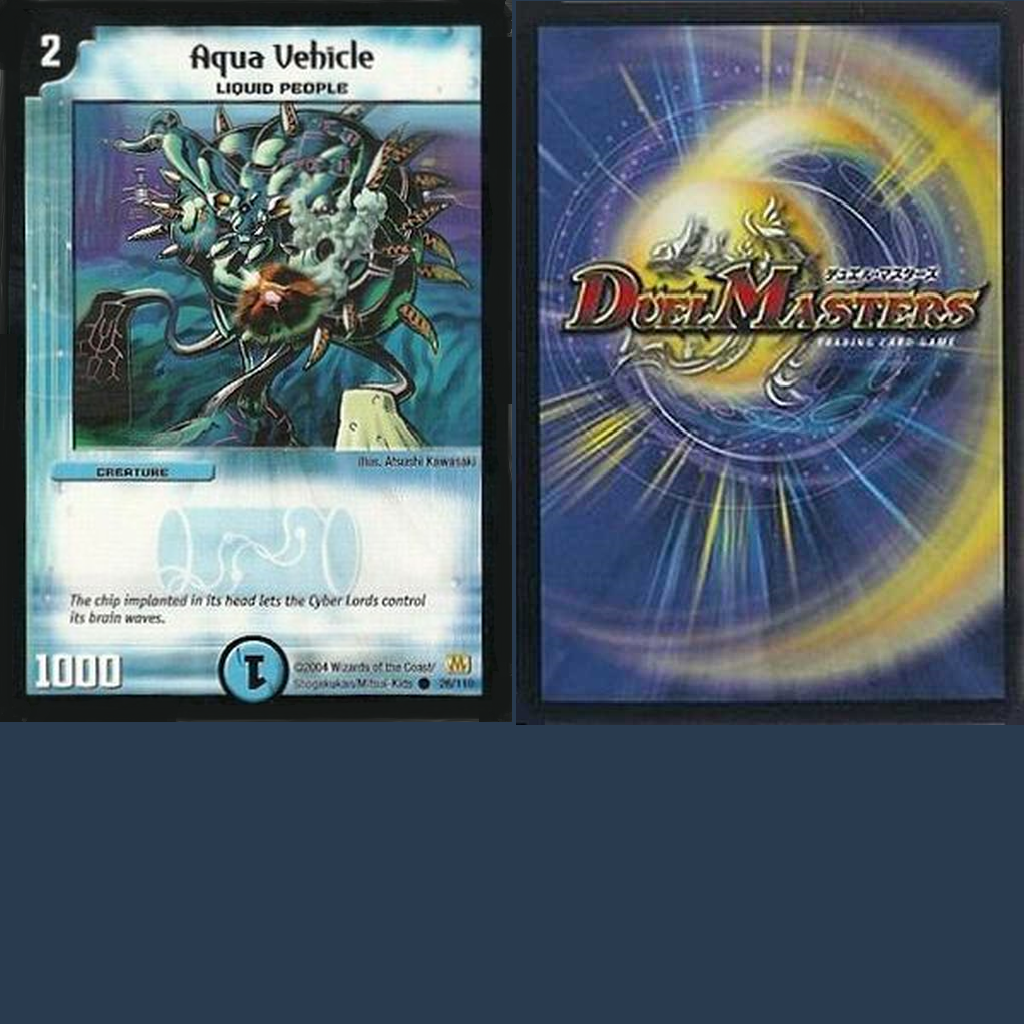 2
Aqua Vehicle
LIQUID PEOPLE
illus. Atsushi Kawasaki
CREATURE
The chip implanted in its head lets the Cyber Lords control
its brain waves.
1000
1
©2004 Wizards of the Coast/
Shogakukan/Mitsui-Kids
26/110
デュエル・マスターズ
DUEL MASTERS
TRADING CARD GAME